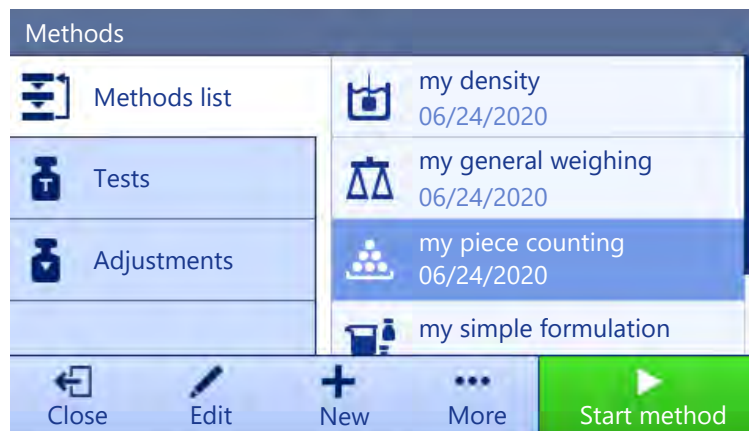 Methods
Methods list
Tests
Adjustments
my density
06/24/2020
my general weighing
06/24/2020
my piece counting
06/24/2020
my simple formulation
Close
Edit
New
More
Start method